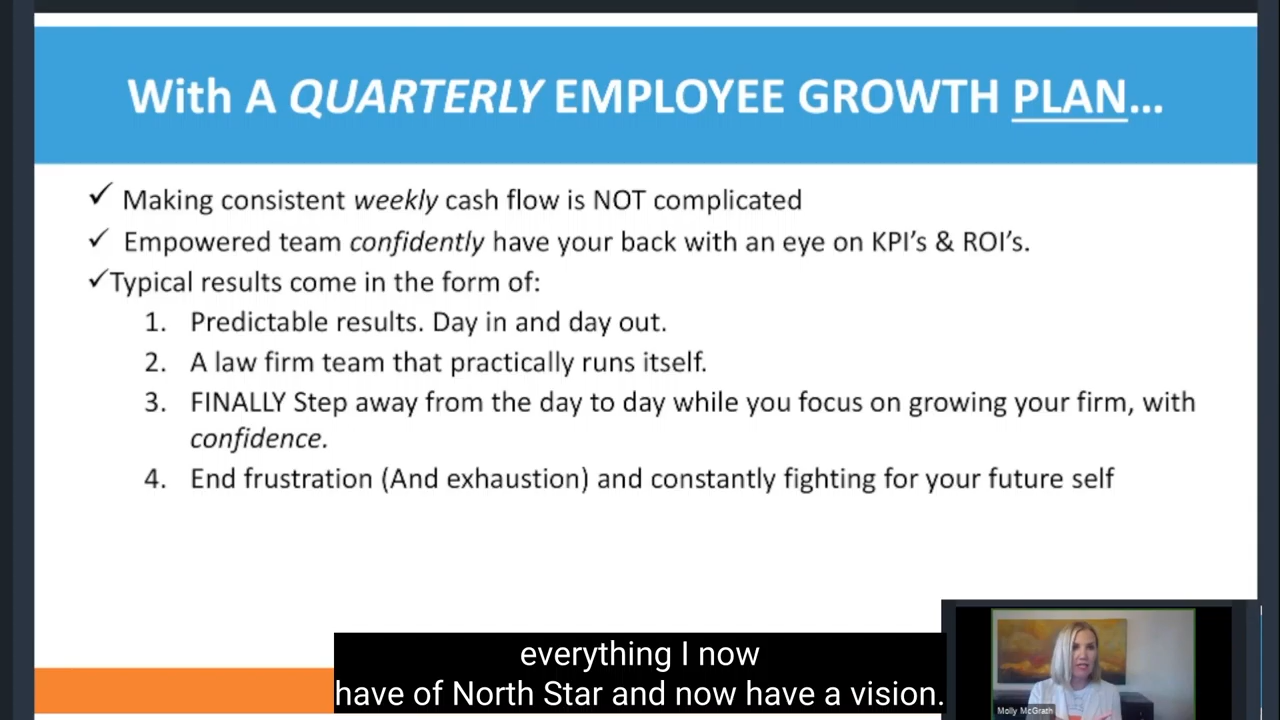 With A QUARTERLY EMPLOYEE GROWTH PLAN...
✓ Making consistent weekly cash flow is NOT complicated
✓ Empowered team confidently have your back with an eye on KPI’s & ROI’s.
✓Typical results come in the form of:
1. Predictable results. Day in and day out.
2. A law firm team that practically runs itself.
3. FINALLY Step away from the day to day while you focus on growing your firm, with
confidence.
4. End frustration (And exhaustion) and constantly fighting for your future self
everything I now
have of North Star and now have a vision.
Molly McGrath